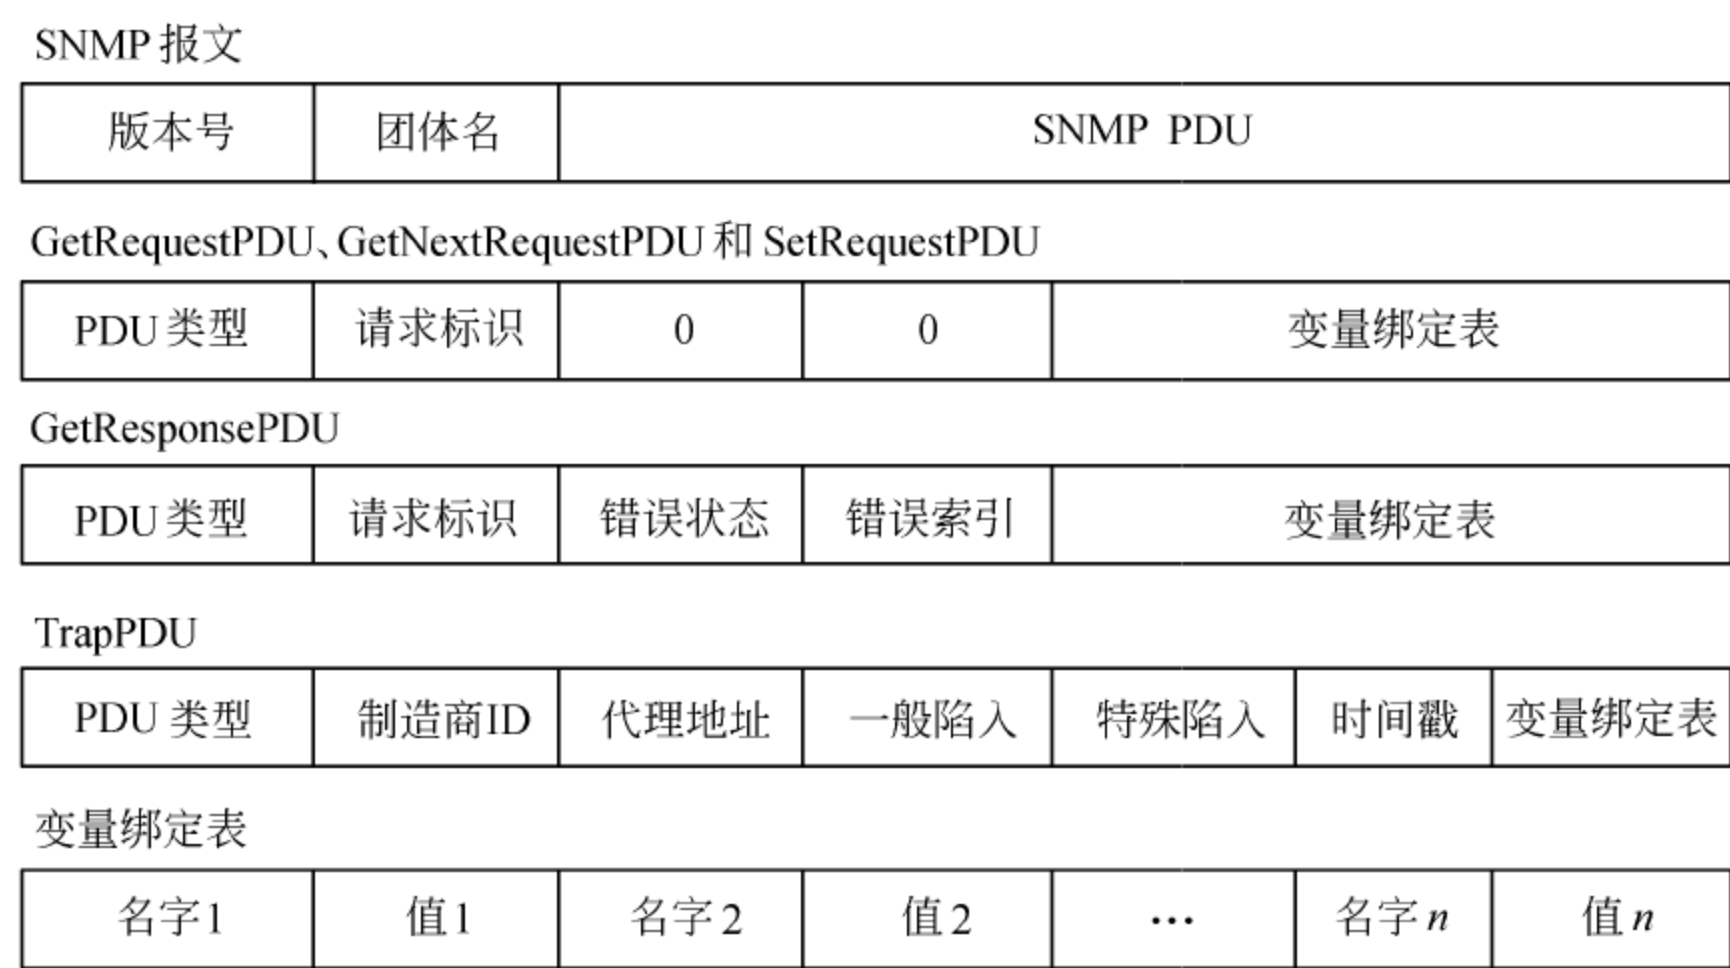 SNMP 报文
版本号 团体名 SNMP PDU
GetRequestPDU、GetNextRequestPDU 和 SetRequestPDU
PDU 类型 请求标识 0 0 变量绑定表
GetResponsePDU
PDU 类型 请求标识 错误状态 错误索引 变量绑定表
TrapPDU
PDU 类型 制造商ID 代理地址 一般陷入 特殊陷入 时间戳 变量绑定表
变量绑定表
名字1 值1 名字2 值2 … 名字n 值n